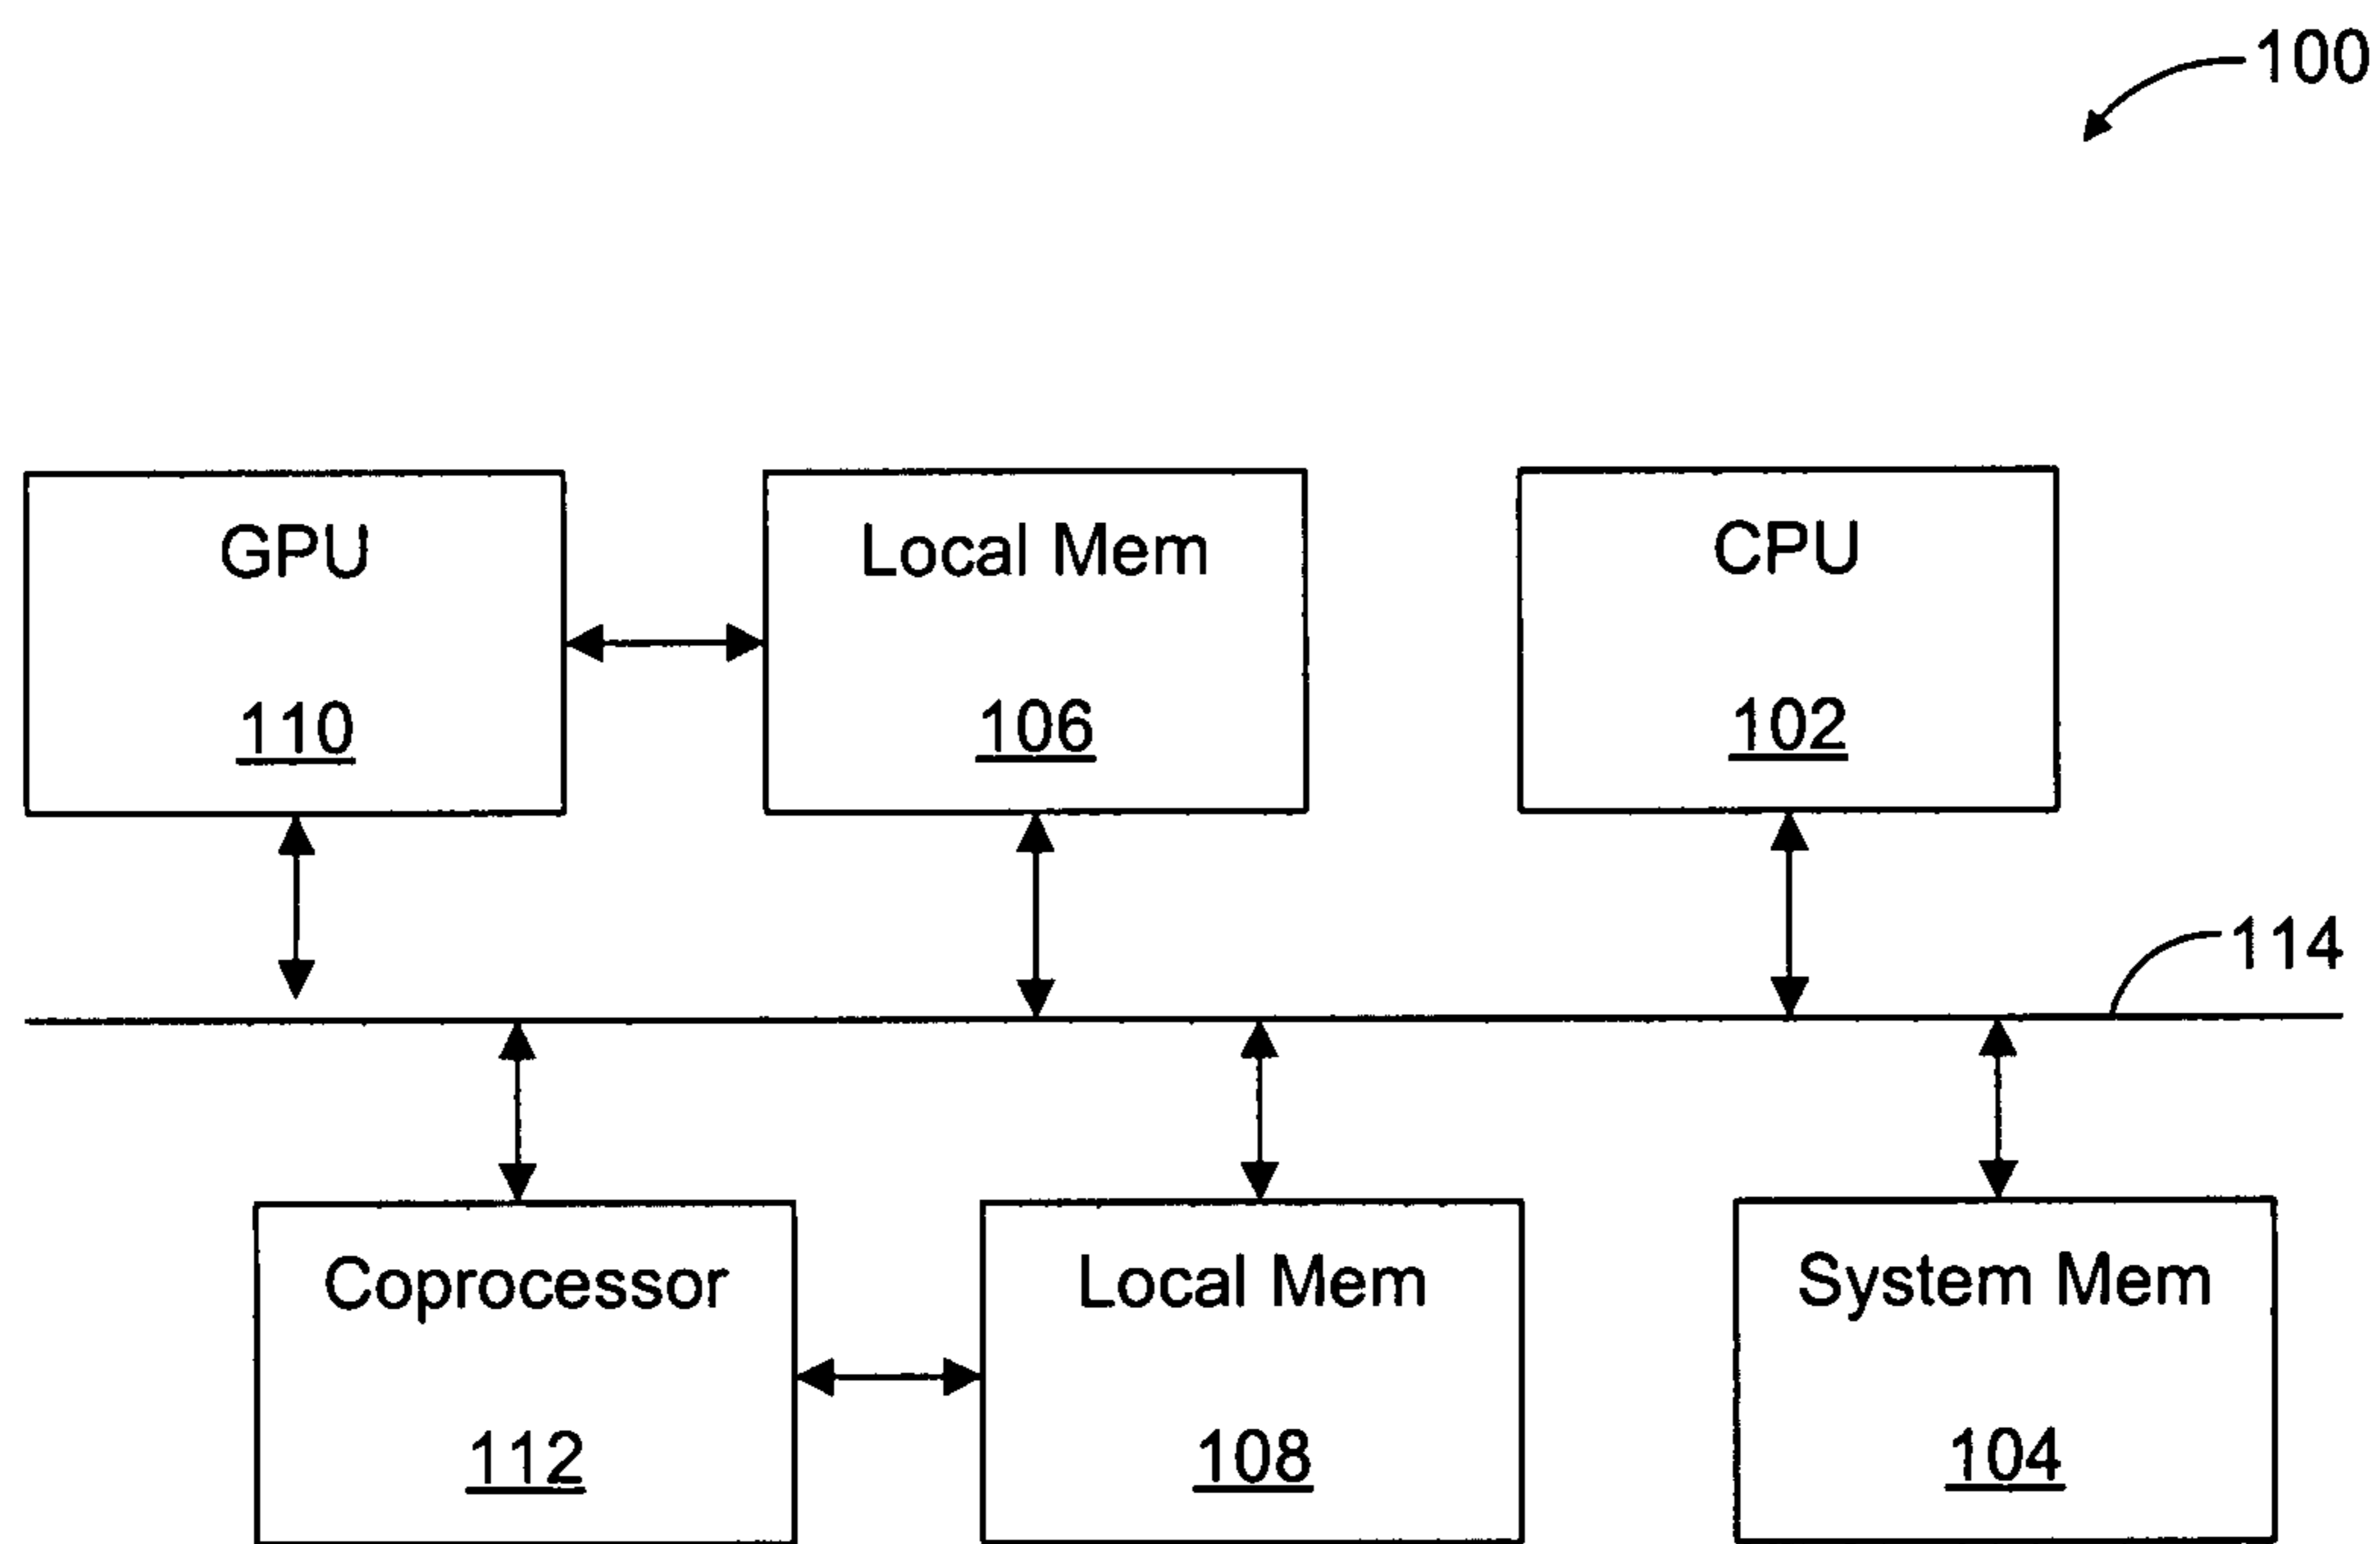 100
GPU
110
Local Mem
106
CPU
102
114
Coprocessor
112
Local Mem
108
System Mem
104